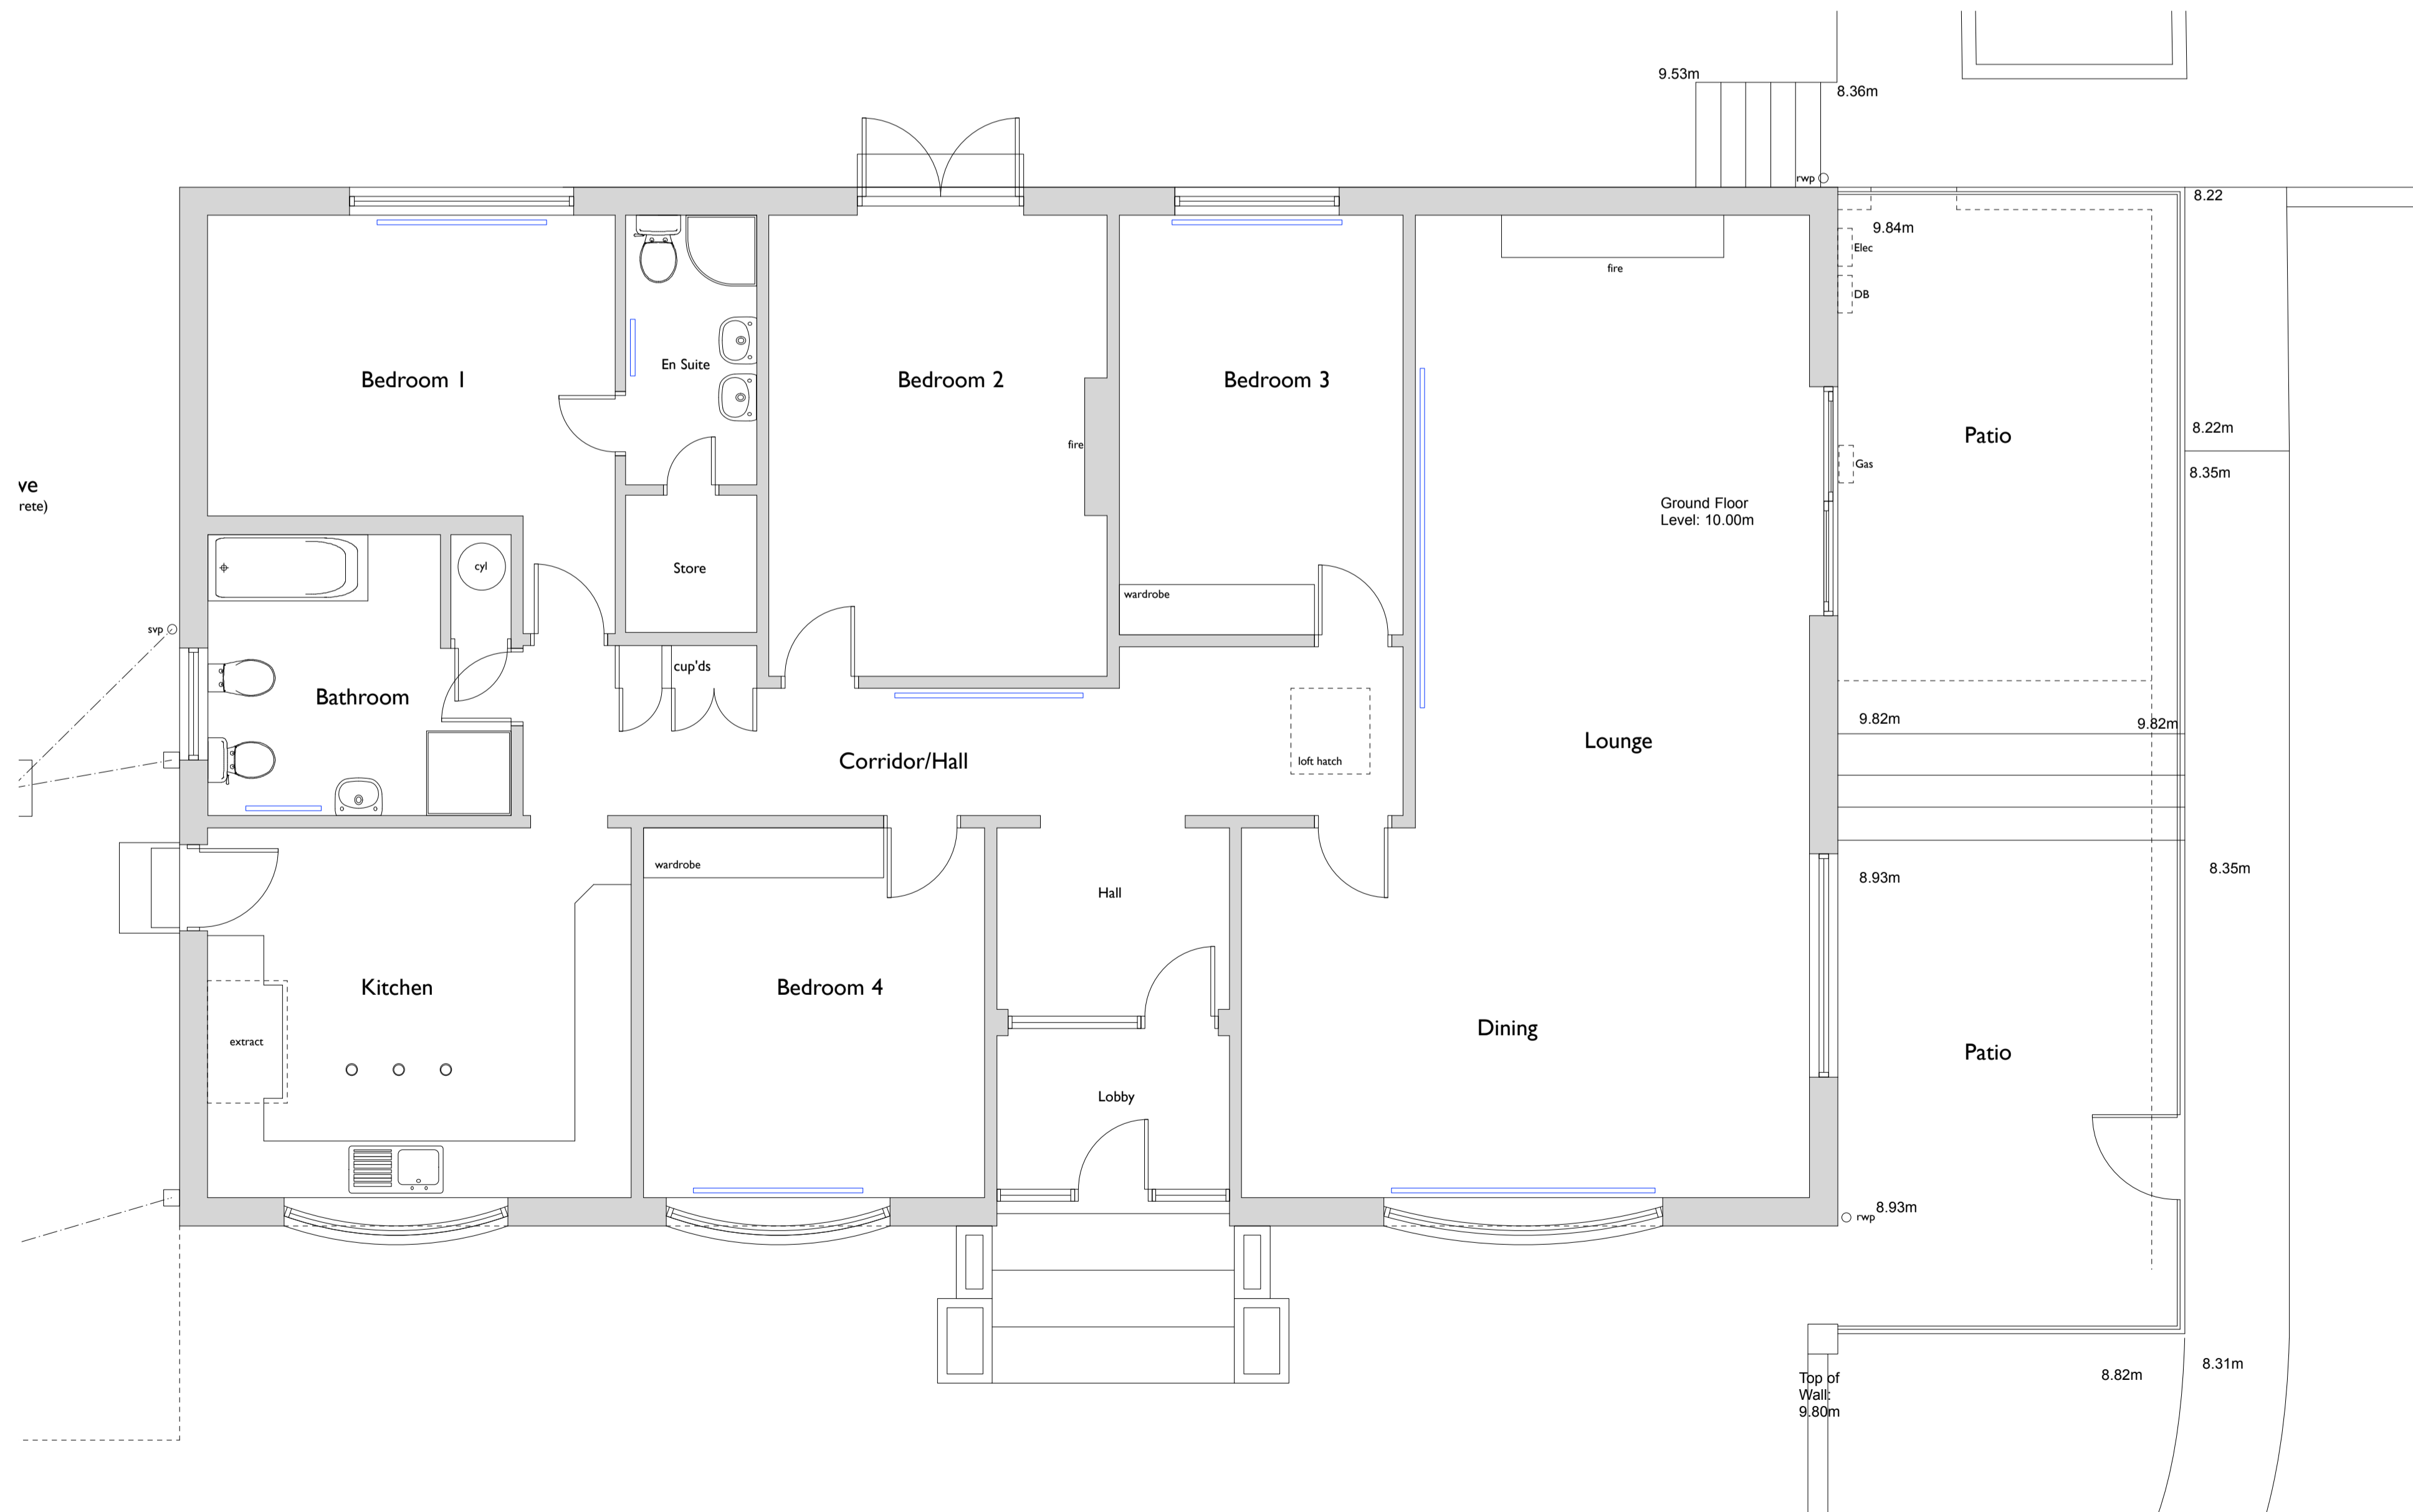 9.53m
8.36m
rwp
8.22
9.84m
Elec
fire
DB
En Suite
Bedroom 1
Bedroom 2
Bedroom 3
8.22m
Patio
fire
Gas
8.35m
ve
rete)
Ground Floor
Level: 10.00m
cyl
Store
wardrobe
svp
cup'ds
Bathroom
9.82m
9.82m
Lounge
Corridor/Hall
loft hatch
wardrobe
8.35m
8.93m
Hall
Kitchen
Bedroom 4
Dining
extract
Patio
Lobby
8.93m
rwp
8.31m
8.82m
Top of
Wall:
9.80m